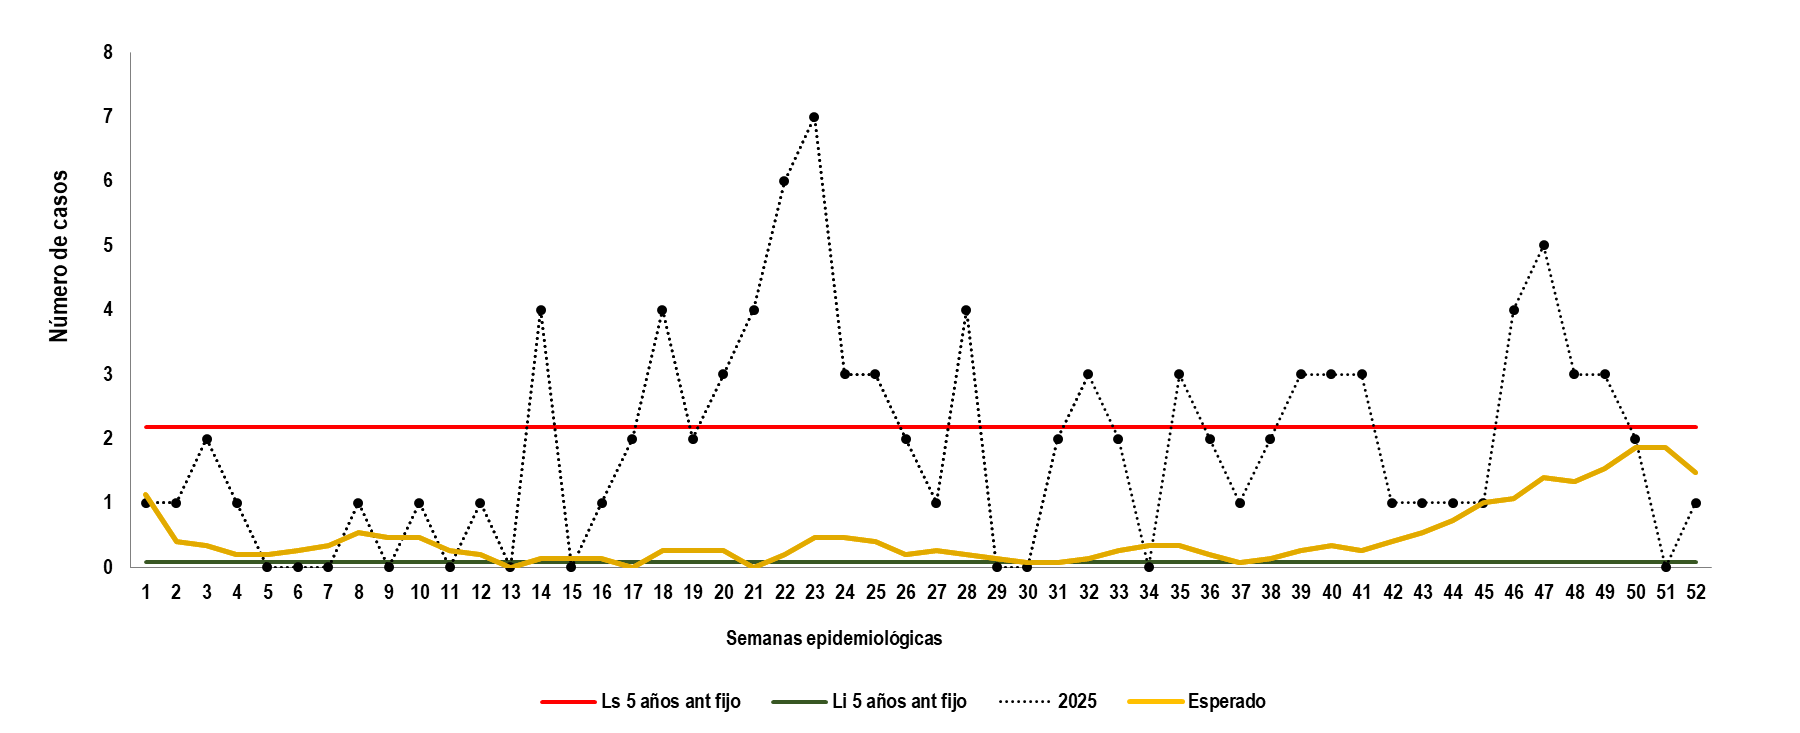 8
7
6
5
4
3
2
1
0
Número de casos
1 2 3 4 5 6 7 8 9 10 11 12 13 14 15 16 17 18 19 20 21 22 23 24 25 26 27 28 29 30 31 32 33 34 35 36 37 38 39 40 41 42 43 44 45 46 47 48 49 50 51 52
Semanas epidemiológicas
Ls 5 años ant fijo Li 5 años ant fijo 2025 Esperado